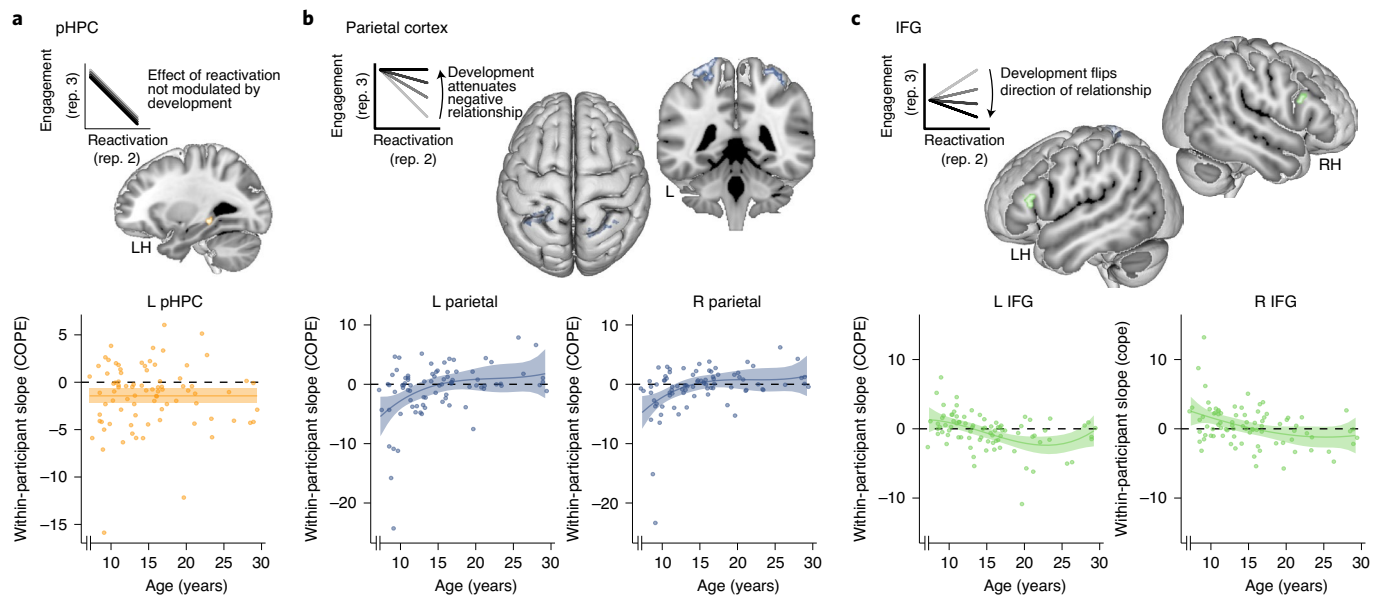 a
pHPC
Engagement
(rep. 3)
Effect of reactivation
not modulated by
development
Reactivation
(rep. 2)
LH
L pHPC
Within-participant slope (COPE)
5
0
–5
–10
–15
10
15
20
25
30
Age (years)
b
Parietal cortex
Engagement
(rep. 3)
Development
attenuates
negative
relationship
Reactivation
(rep. 2)
L
L parietal
Within-participant slope (COPE)
10
0
–10
–20
10
15
20
25
30
Age (years)
R parietal
Within-participant slope (COPE)
10
0
–10
–20
10
15
20
25
30
Age (years)
c
IFG
Engagement
(rep. 3)
Development flips
direction of relationship
Reactivation
(rep. 2)
LH
RH
L IFG
Within-participant slope (COPE)
10
0
–10
10
15
20
25
30
Age (years)
R IFG
Within-participant slope (cope)
10
0
–10
10
15
20
25
30
Age (years)